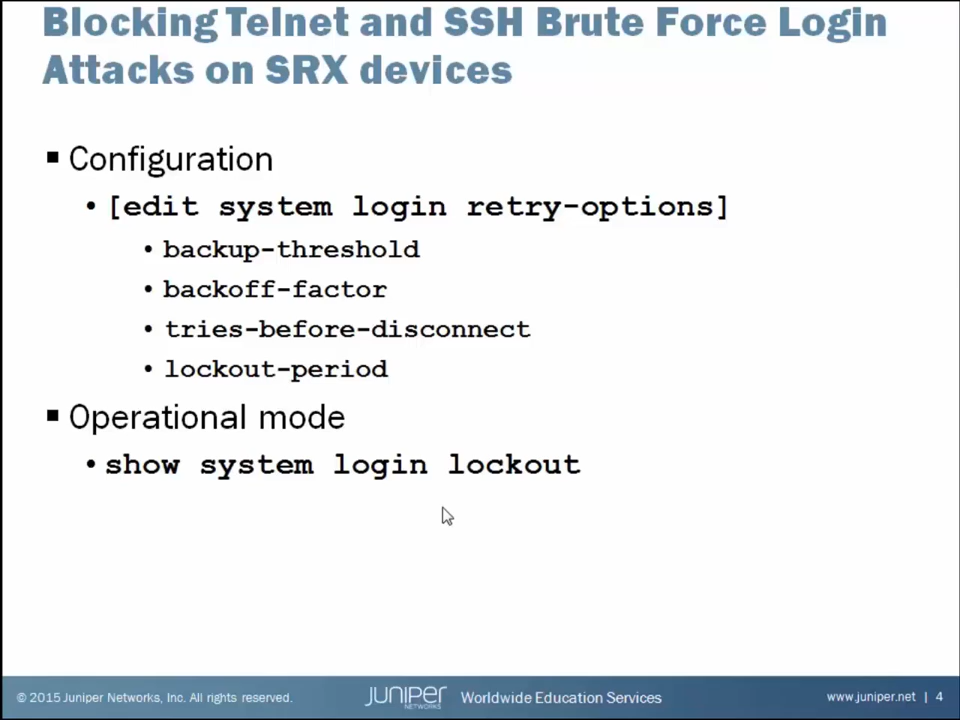 Blocking Telnet and SSH Brute Force Login
Attacks on SRX devices
▪ Configuration
• [edit system login retry-options]
• backup-threshold
• backoff-factor
• tries-before-disconnect
• lockout-period
▪ Operational mode
• show system login lockout
© 2015 Juniper Networks, Inc. All rights reserved. JUNIPER NETWORKS Worldwide Education Services www.juniper.net | 4